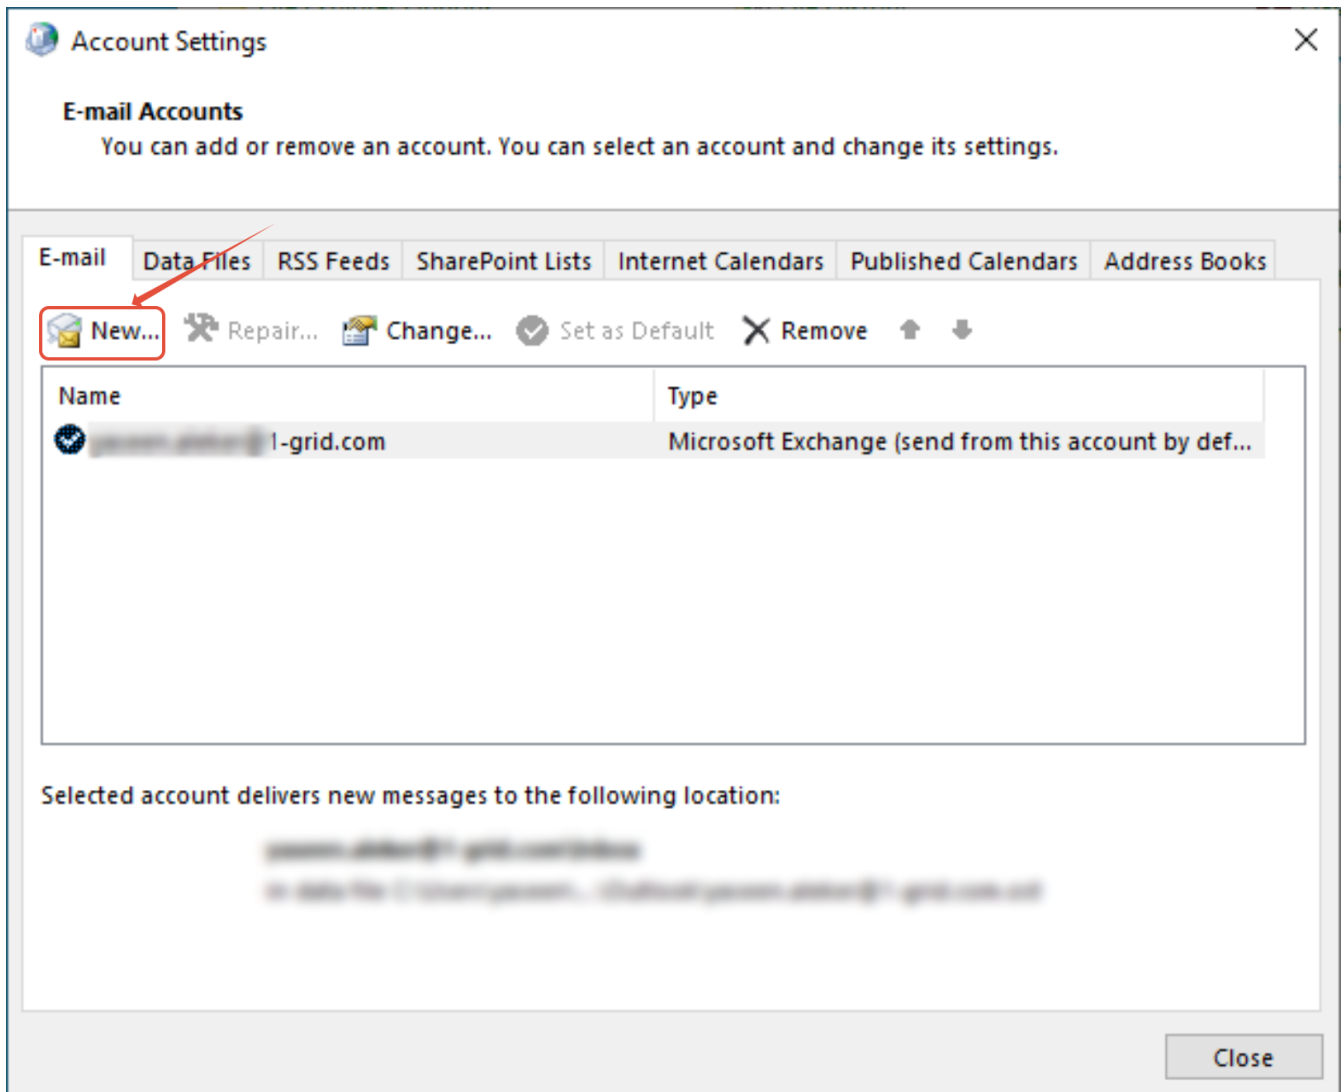 Account Settings
E-mail Accounts
You can add or remove an account. You can select an account and change its settings.
E-mail Data Files RSS Feeds SharePoint Lists Internet Calendars Published Calendars Address Books
New... Repair... Change... Set as Default Remove
Name Type
1-grid.com Microsoft Exchange (send from this account by def...
Selected account delivers new messages to the following location:
Close